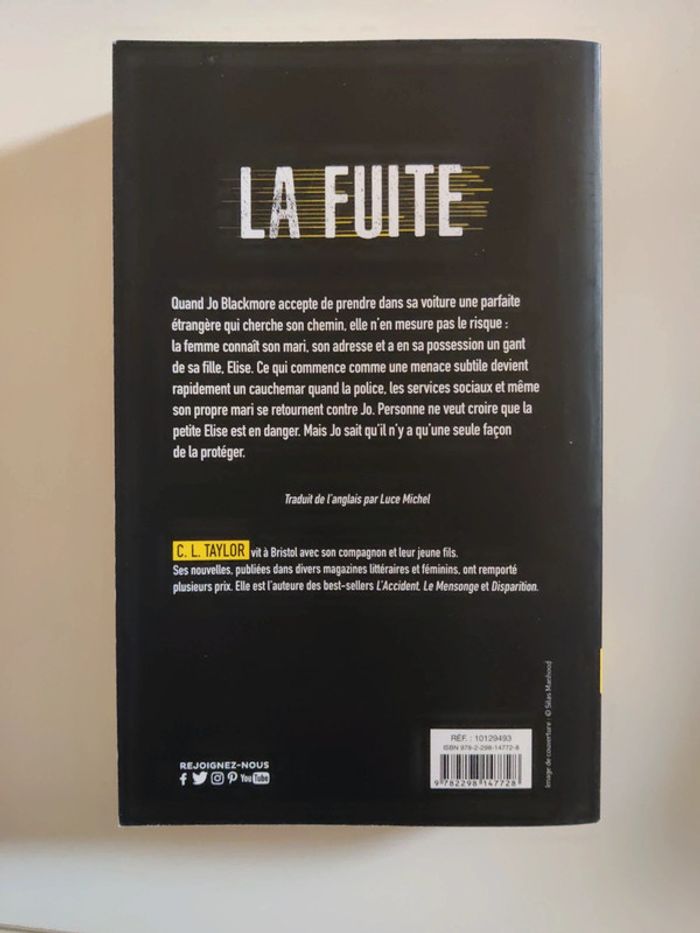 LA FUITE
Quand Jo Blackmore accepte de prendre dans sa voiture une parfaite
étrangère qui cherche son chemin, elle n'en mesure pas le risque :
la femme connaît son mari, son adresse et a en sa possession un gant
de sa fille, Elise. Ce qui commence comme une menace subtile devient
rapidement un cauchemar quand la police, les services sociaux et même
son propre mari se retournent contre Jo. Personne ne veut croire que la
petite Elise est en danger. Mais Jo sait qu'il n'y a qu'une seule façon
de la protéger.
Traduit de l'anglais par Luce Michel
C. L. TAYLOR vit à Bristol avec son compagnon et leur jeune fils.
Ses nouvelles, publiées dans divers magazines littéraires et féminins, ont remporté
plusieurs prix. Elle est l'auteure des best-sellers L'Accident, Le Mensonge et Disparition.
Image de couverture : © Silas Manhood
RÉF. : 10129493
ISBN 978-2-298-14772-8
9 782298 147728
REJOIGNEZ-NOUS
You Tube